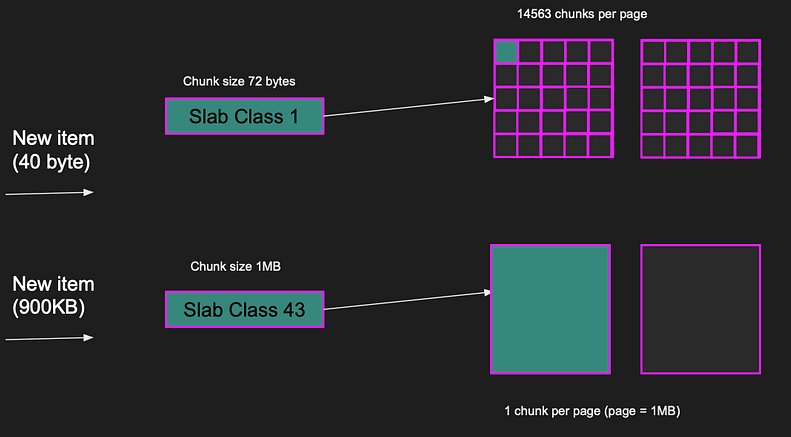 14563 chunks per page
Chunk size 72 bytes
Slab Class 1
New item
(40 byte)
Chunk size 1MB
New item
(900KB)
Slab Class 43
1 chunk per page (page = 1MB)